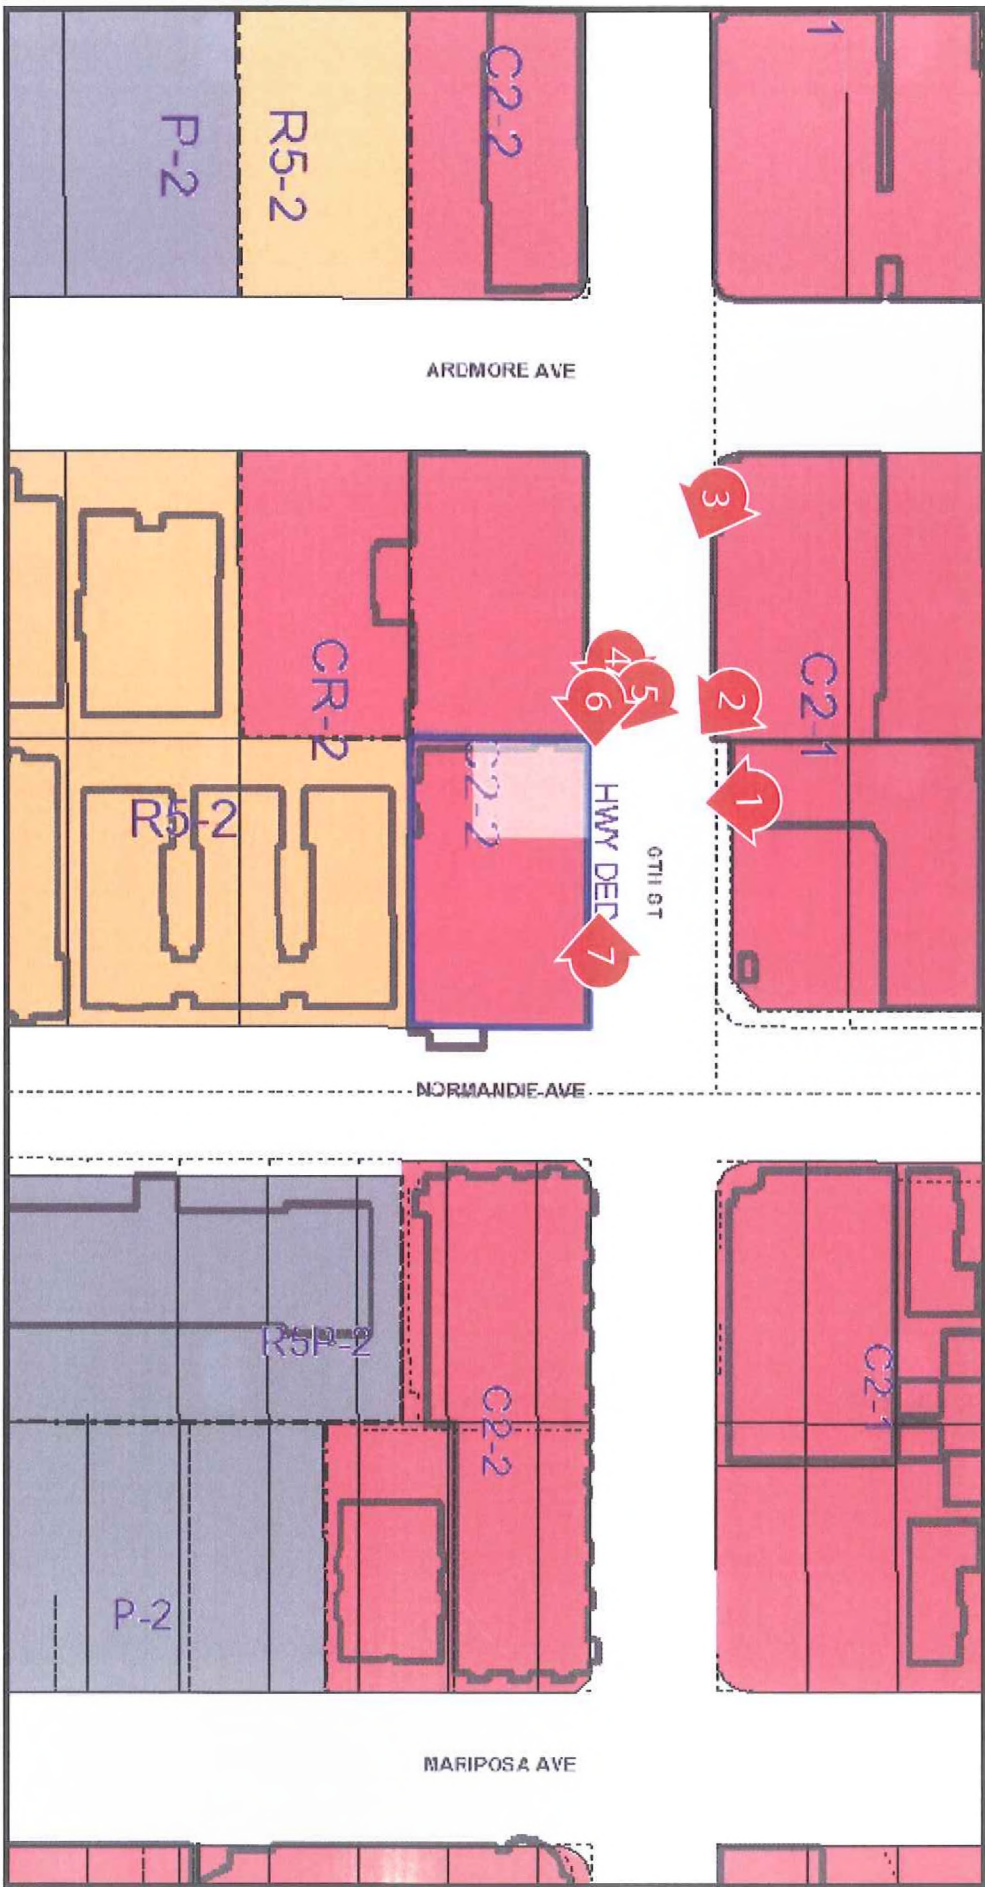 1
C2-2
R5-2
P-2
ARDMORE AVE
3
4
5
6
2
C2-1
CR-2
1
C2-2
R5-2
HWY DED
6TH ST
7
NORMANDIE AVE
R5P-2
C2-1
C2-2
P-2
MARIPOSA AVE